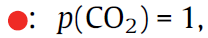 : p(CO₂) = 1,